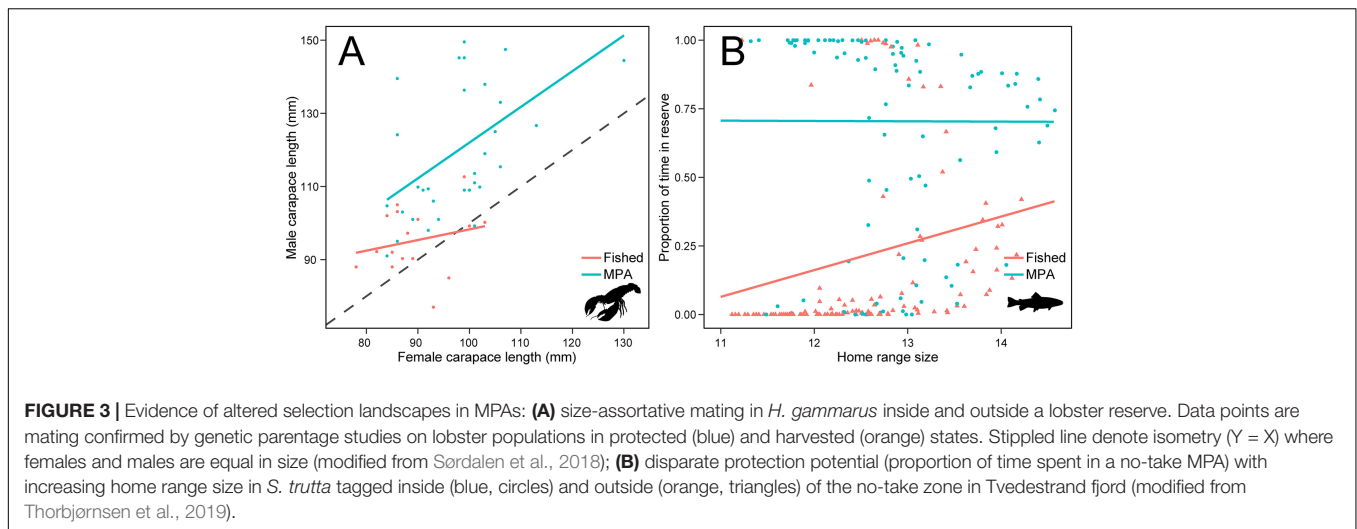 A
150
130
110
90
Male carapace length (mm)
Fished
MPA
80
90
100
110
120
130
Female carapace length (mm)
B
1.00
0.75
0.50
0.25
0.00
Proportion of time in reserve
Fished
MPA
11
12
13
14
Home range size
FIGURE 3 | Evidence of altered selection landscapes in MPAs: (A) size-assortative mating in H. gammarus inside and outside a lobster reserve. Data points are
mating confirmed by genetic parentage studies on lobster populations in protected (blue) and harvested (orange) states. Stippled line denote isometry (Y = X) where
females and males are equal in size (modified from Sørdalen et al., 2018); (B) disparate protection potential (proportion of time spent in a no-take MPA) with
increasing home range size in S. trutta tagged inside (blue, circles) and outside (orange, triangles) of the no-take zone in Tvedestrand fjord (modified from
Thorbjørnsen et al., 2019).